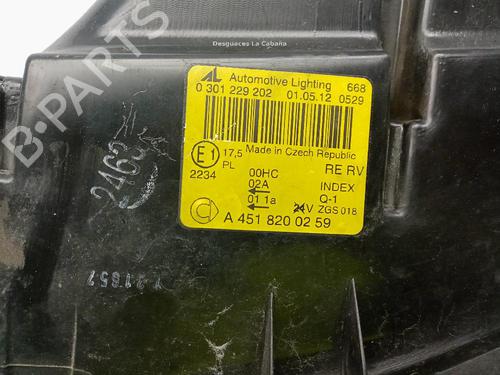 Desguaces La Cabaña
B-PARTS
AL Automotive Lighting 668
0 301 229 202 01.05.12 0529
E1 17,5 Made in Czech Republic
PL RE RV
2234 00HC
02A INDEX
01 1a Q-1
24V ZGS 018
A 451 820 02 59
2463